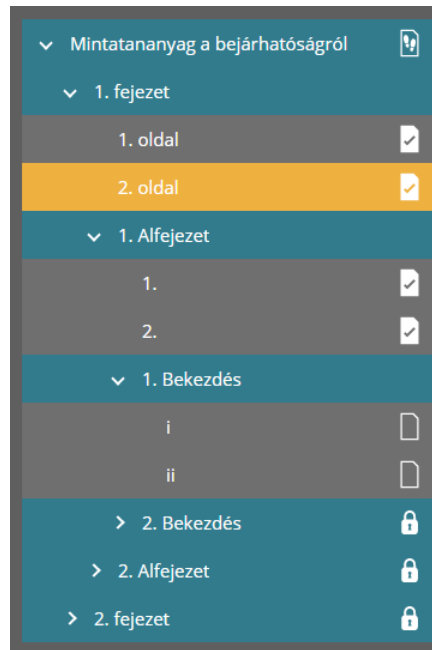 Mintatananyag a bejárhatóságról
1. fejezet
1. oldal
2. oldal
1. Alfejezet
1.
2.
1. Bekezdés
i
ii
2. Bekezdés
2. Alfejezet
2. fejezet